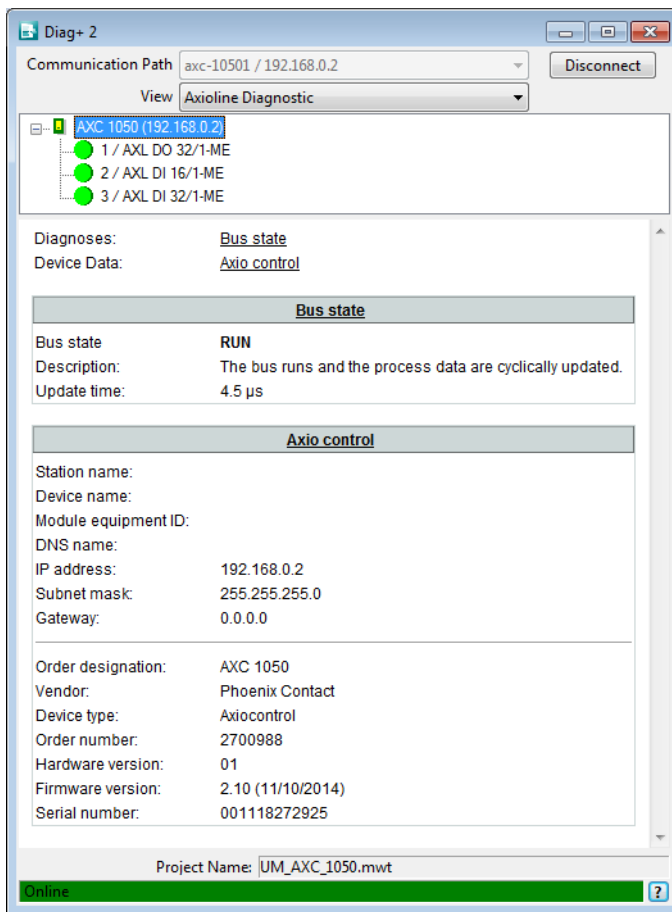 Diag+ 2
Communication Path axc-10501 / 192.168.0.2 Disconnect
View Axioline Diagnostic
AXC 1050 (192.168.0.2)
1 / AXL DO 32/1-ME
2 / AXL DI 16/1-ME
3 / AXL DI 32/1-ME
Diagnoses: Bus state
Device Data: Axio control
Bus state
Bus state RUN
Description: The bus runs and the process data are cyclically updated.
Update time: 4.5 µs
Axio control
Station name:
Device name:
Module equipment ID:
DNS name:
IP address: 192.168.0.2
Subnet mask: 255.255.255.0
Gateway: 0.0.0.0
Order designation: AXC 1050
Vendor: Phoenix Contact
Device type: Axiocontrol
Order number: 2700988
Hardware version: 01
Firmware version: 2.10 (11/10/2014)
Serial number: 001118272925
Project Name: UM_AXC_1050.mwt
Online ?